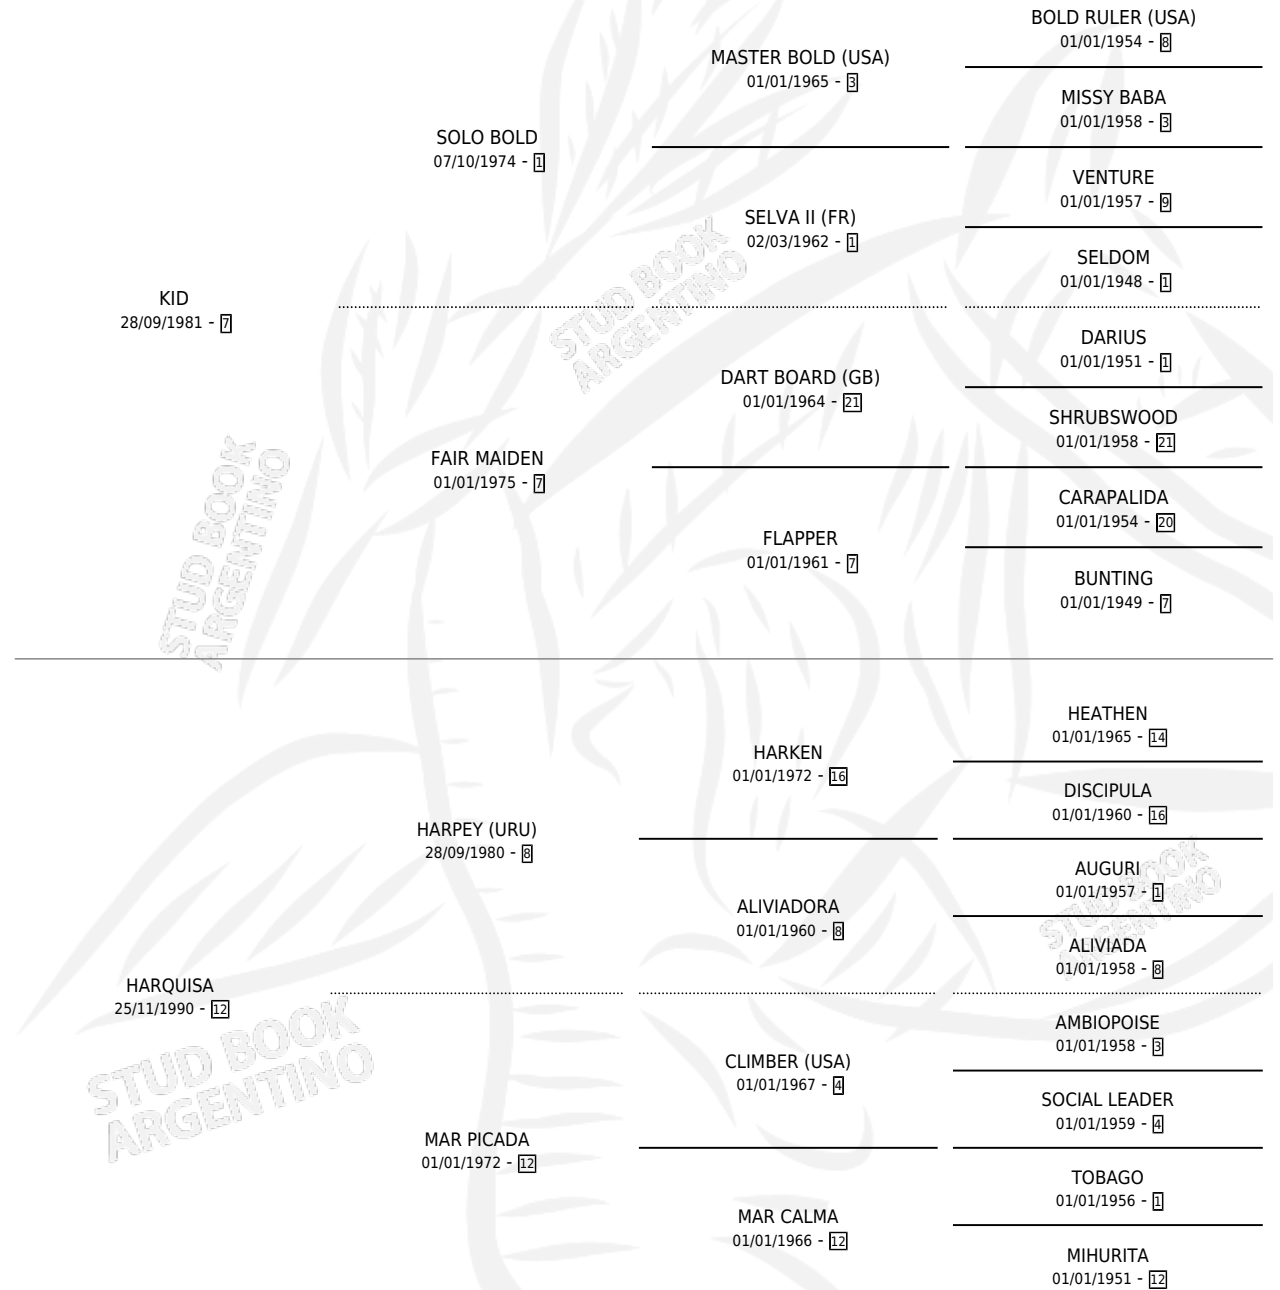 BOLD RULER (USA)
01/01/1954 - 8
MASTER BOLD (USA)
01/01/1965 - 3
MISSY BABA
01/01/1958 - 3
SOLO BOLD
07/10/1974 - 1
VENTURE
01/01/1957 - 9
SELVA II (FR)
02/03/1962 - 1
SELDOM
01/01/1948 - 1
KID
28/09/1981 - 7
DARIUS
01/01/1951 - 1
DART BOARD (GB)
01/01/1964 - 21
SHRUBSWOOD
01/01/1958 - 21
FAIR MAIDEN
01/01/1975 - 7
CARAPALIDA
01/01/1954 - 20
FLAPPER
01/01/1961 - 7
BUNTING
01/01/1949 - 7
HEATHEN
01/01/1965 - 14
HARKEN
01/01/1972 - 16
DISCIPULA
01/01/1960 - 16
HARPEY (URU)
28/09/1980 - 8
AUGURI
01/01/1957 - 1
ALIVIADORA
01/01/1960 - 8
ALIVIADA
01/01/1958 - 8
HARQUISA
25/11/1990 - 12
AMBIOPOISE
01/01/1958 - 3
CLIMBER (USA)
01/01/1967 - 4
SOCIAL LEADER
01/01/1959 - 4
MAR PICADA
01/01/1972 - 12
TOBAGO
01/01/1956 - 1
MAR CALMA
01/01/1966 - 12
MIHURITA
01/01/1951 - 12
STUD BOOK
ARGENTINO
STUD BOOK
ARGENTINO
STUD BOOK
ARGENTINO
STUD BOOK
ARGENTINO